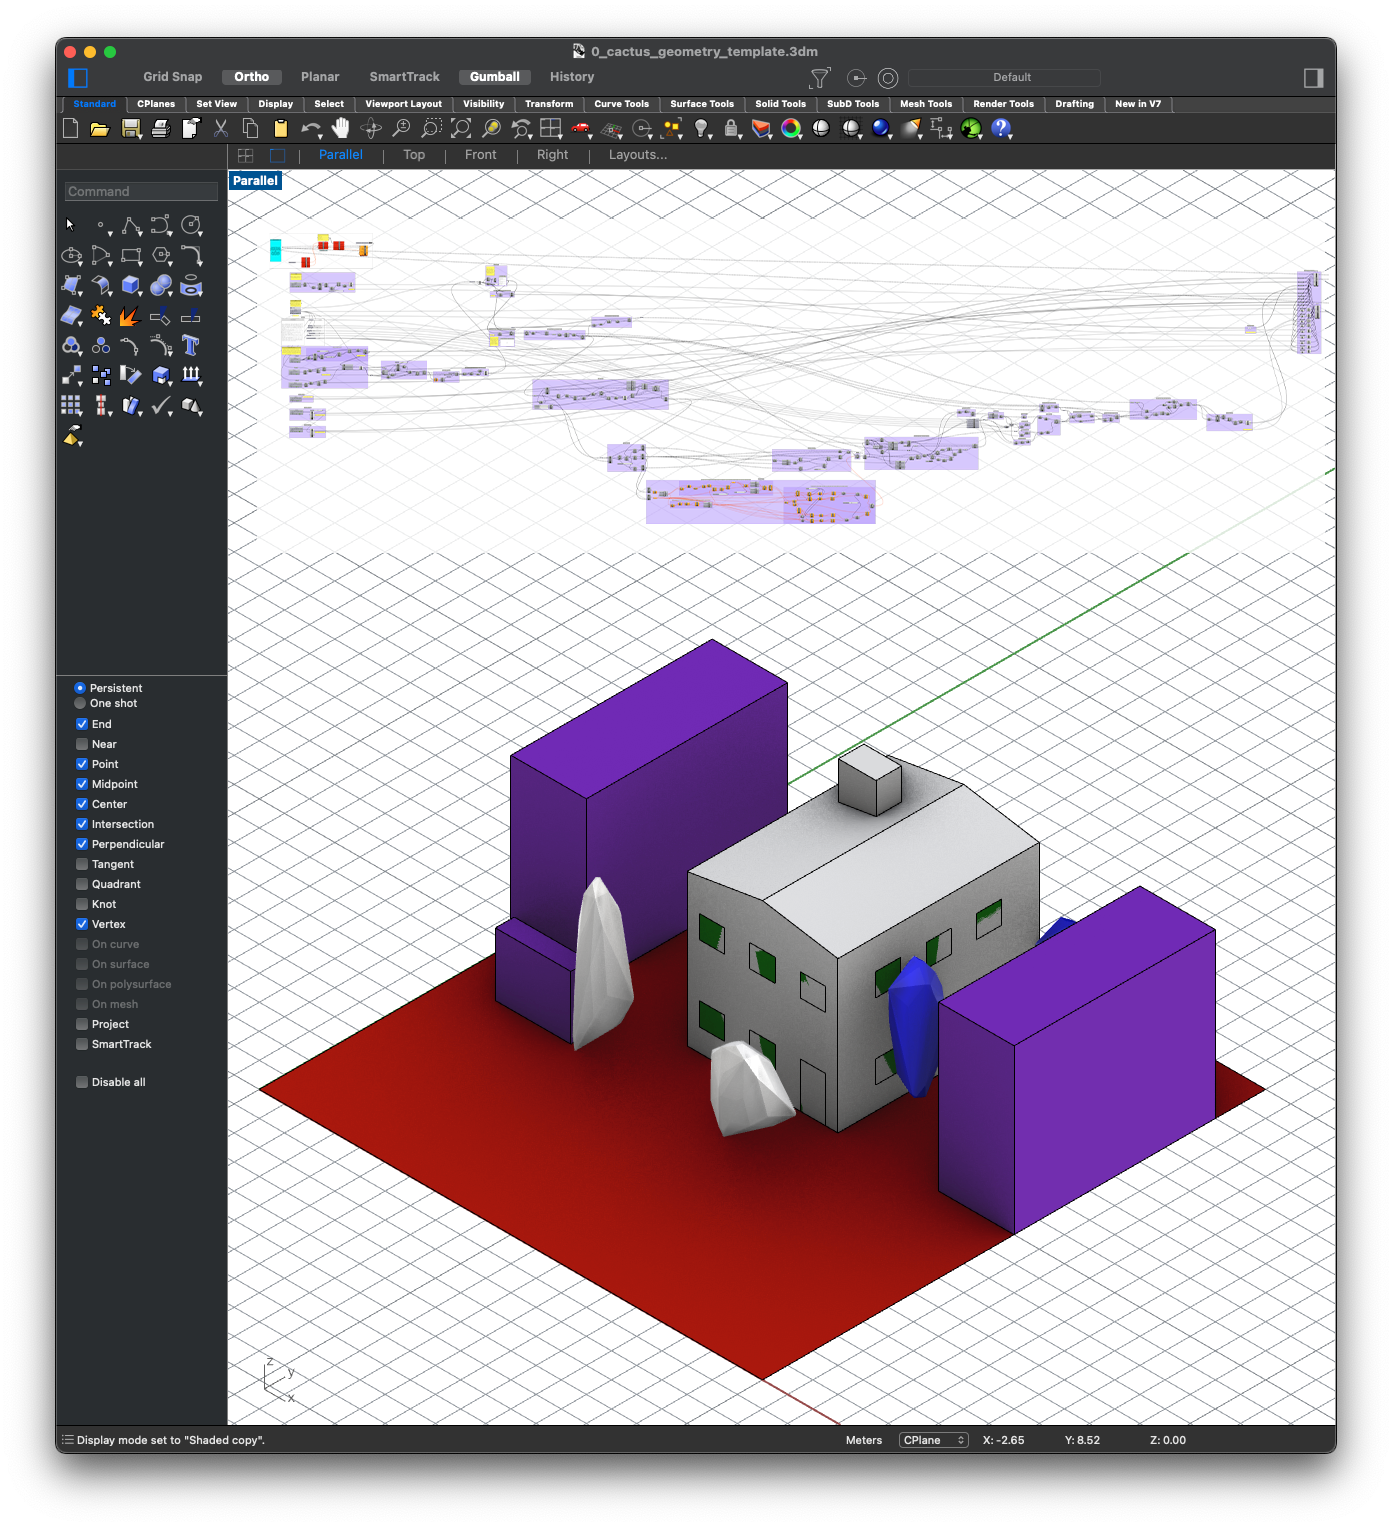 0_cactus_geometry_template.3dm
Grid Snap Ortho Planar SmartTrack Gumball History Default
Standard CPlanes Set View Display Select Viewport Layout Visibility Transform Curve Tools Surface Tools Solid Tools SubD Tools Mesh Tools Render Tools Drafting New in V7
Parallel Top Front Right Layouts...
Parallel
Command
Persistent
One shot
End
Near
Point
Midpoint
Center
Intersection
Perpendicular
Tangent
Quadrant
Knot
Vertex
On curve
On surface
On polysurface
On mesh
Project
SmartTrack
Disable all
z
y
x
Display mode set to "Shaded copy".
Meters CPlane X: -2.65 Y: 8.52 Z: 0.00